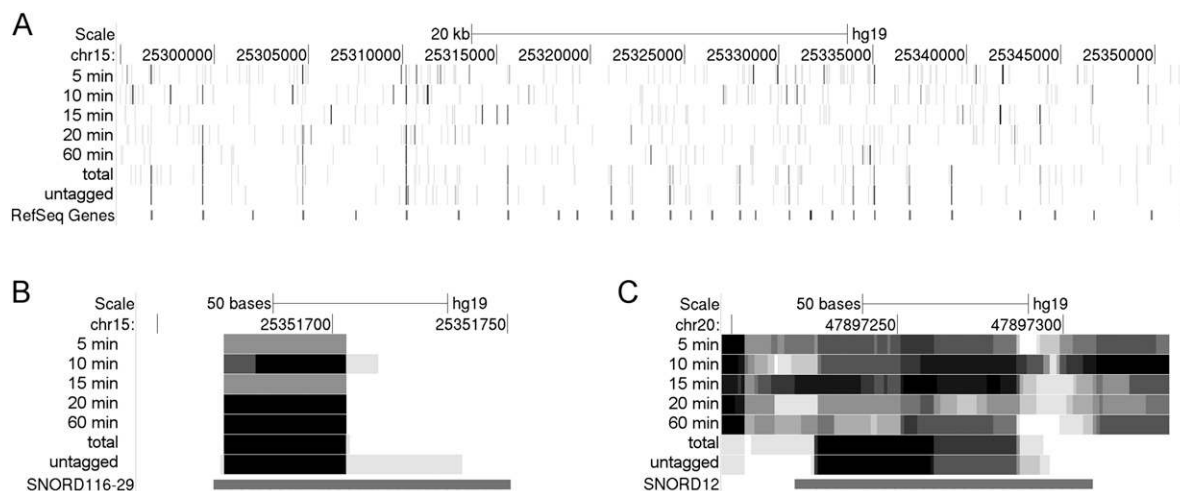 A
Scale 20 kb hg19
chr15: 25300000 25305000 25310000 25315000 25320000 25325000 25330000 25335000 25340000 25345000 25350000
5 min
10 min
15 min
20 min
60 min
total
untagged
RefSeq Genes
B
Scale 50 bases hg19
chr15: 25351700 25351750
5 min
10 min
15 min
20 min
60 min
total
untagged
SNORD116-29
C
Scale 50 bases hg19
chr20: 47897250 47897300
5 min
10 min
15 min
20 min
60 min
total
untagged
SNORD12